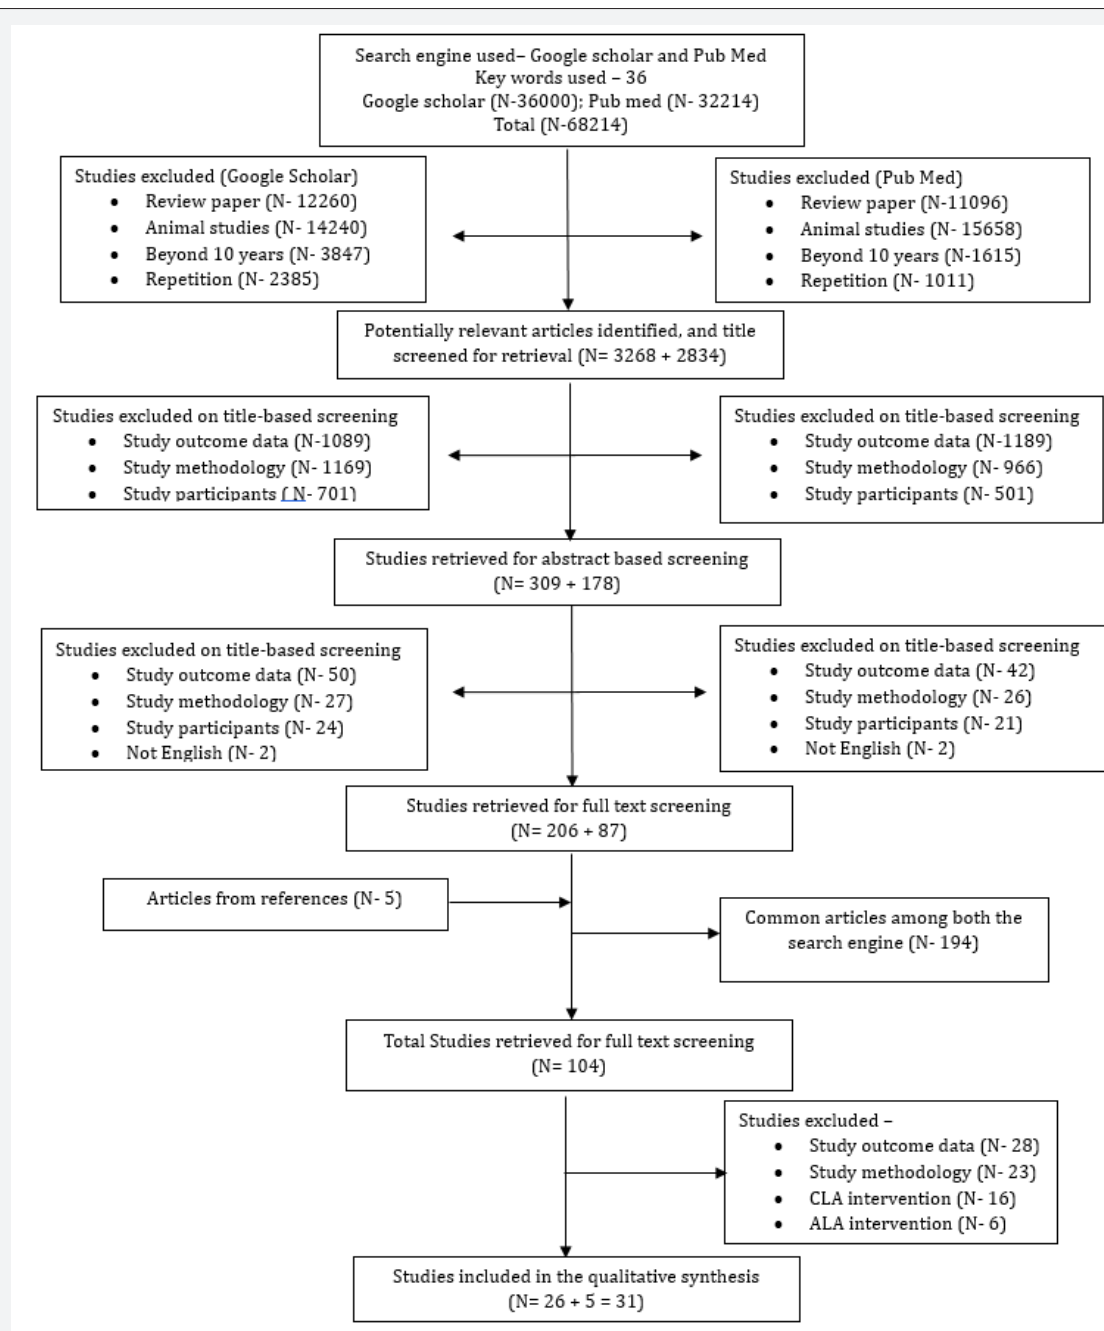 Search engine used– Google scholar and Pub Med
Key words used – 36
Google scholar (N-36000); Pub med (N- 32214)
Total (N-68214)
Studies excluded (Google Scholar)
• Review paper (N- 12260)
• Animal studies (N- 14240)
• Beyond 10 years (N- 3847)
• Repetition (N- 2385)
Studies excluded (Pub Med)
• Review paper (N-11096)
• Animal studies (N- 15658)
• Beyond 10 years (N-1615)
• Repetition (N- 1011)
Potentially relevant articles identified, and title
screened for retrieval (N= 3268 + 2834)
Studies excluded on title-based screening
• Study outcome data (N-1089)
• Study methodology (N- 1169)
• Study participants ( N- 701)
Studies excluded on title-based screening
• Study outcome data (N-1189)
• Study methodology (N- 966)
• Study participants (N- 501)
Studies retrieved for abstract based screening
(N= 309 + 178)
Studies excluded on title-based screening
• Study outcome data (N- 50)
• Study methodology (N- 27)
• Study participants (N- 24)
• Not English (N- 2)
Studies excluded on title-based screening
• Study outcome data (N- 42)
• Study methodology (N- 26)
• Study participants (N- 21)
• Not English (N- 2)
Studies retrieved for full text screening
(N= 206 + 87)
Articles from references (N- 5)
Common articles among both the
search engine (N- 194)
Total Studies retrieved for full text screening
(N= 104)
Studies excluded –
• Study outcome data (N- 28)
• Study methodology (N- 23)
• CLA intervention (N- 16)
• ALA intervention (N- 6)
Studies included in the qualitative synthesis
(N= 26 + 5 = 31)